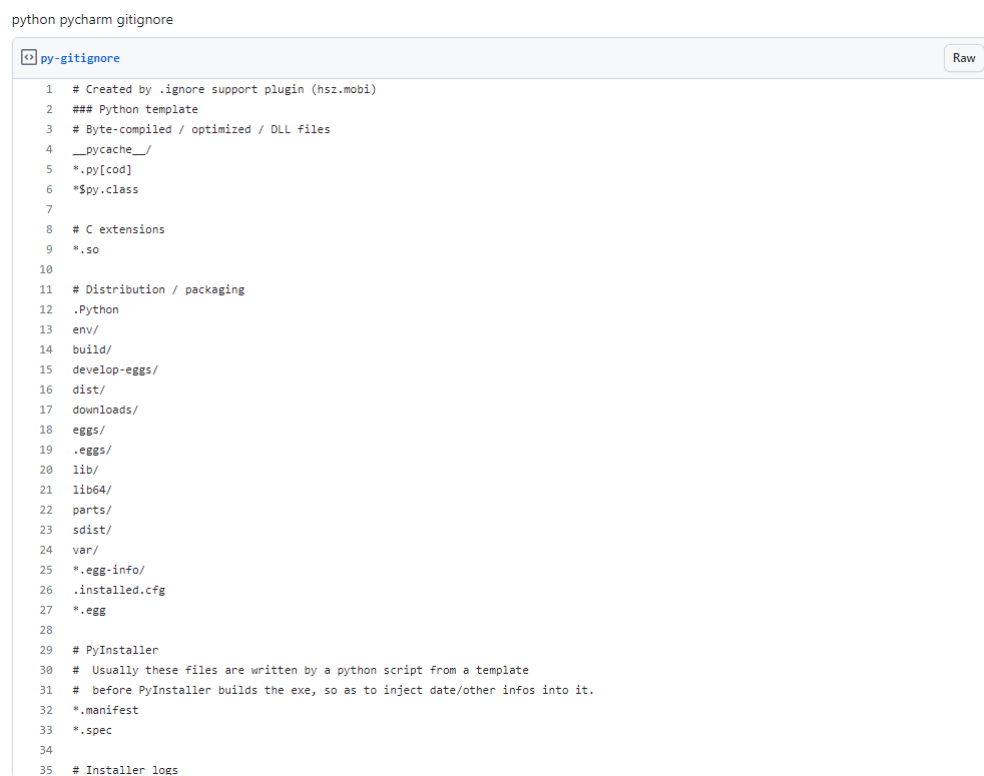 python pycharm gitignore
py-gitignore
Raw
1 # Created by .ignore support plugin (hsz.mobi)
2 ### Python template
3 # Byte-compiled / optimized / DLL files
4 __pycache__/
5 *.py[cod]
6 *$py.class
7
8 # C extensions
9 *.so
10
11 # Distribution / packaging
12 .Python
13 env/
14 build/
15 develop-eggs/
16 dist/
17 downloads/
18 eggs/
19 .eggs/
20 lib/
21 lib64/
22 parts/
23 sdist/
24 var/
25 *.egg-info/
26 .installed.cfg
27 *.egg
28
29 # PyInstaller
30 #  Usually these files are written by a python script from a template
31 #  before PyInstaller builds the exe, so as to inject date/other infos into it.
32 *.manifest
33 *.spec
34
35 # Installer logs